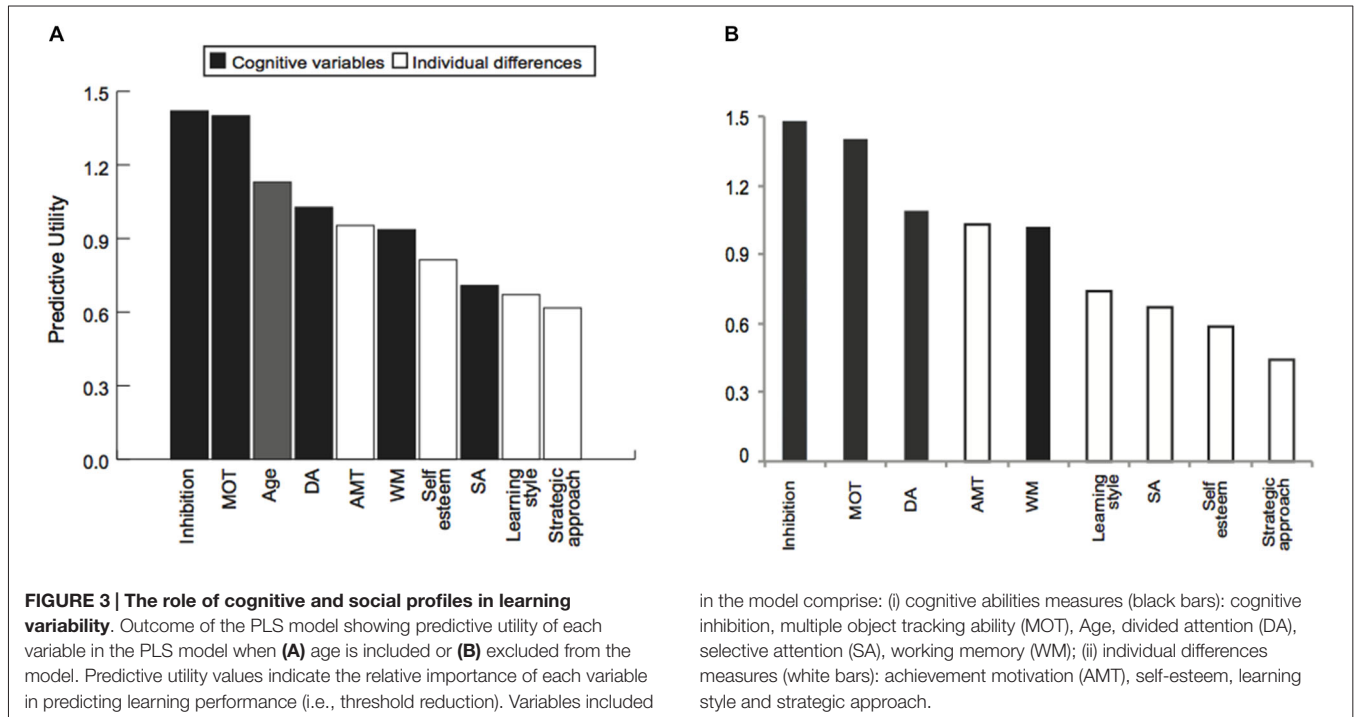 A
Cognitive variables Individual differences
Predictive Utility
1.5
1.2
0.9
0.6
0.3
0.0
Inhibition
MOT
Age
DA
AMT
WM
Self
esteem
SA
Learning
style
Strategic
approach
B
1.5
1.2
0.9
0.6
0.3
0
Inhibition
MOT
DA
AMT
WM
Learning
style
SA
Self
esteem
Strategic
approach
FIGURE 3 | The role of cognitive and social profiles in learning
variability. Outcome of the PLS model showing predictive utility of each
variable in the PLS model when (A) age is included or (B) excluded from the
model. Predictive utility values indicate the relative importance of each variable
in predicting learning performance (i.e., threshold reduction). Variables included
in the model comprise: (i) cognitive abilities measures (black bars): cognitive
inhibition, multiple object tracking ability (MOT), Age, divided attention (DA),
selective attention (SA), working memory (WM); (ii) individual differences
measures (white bars): achievement motivation (AMT), self-esteem, learning
style and strategic approach.